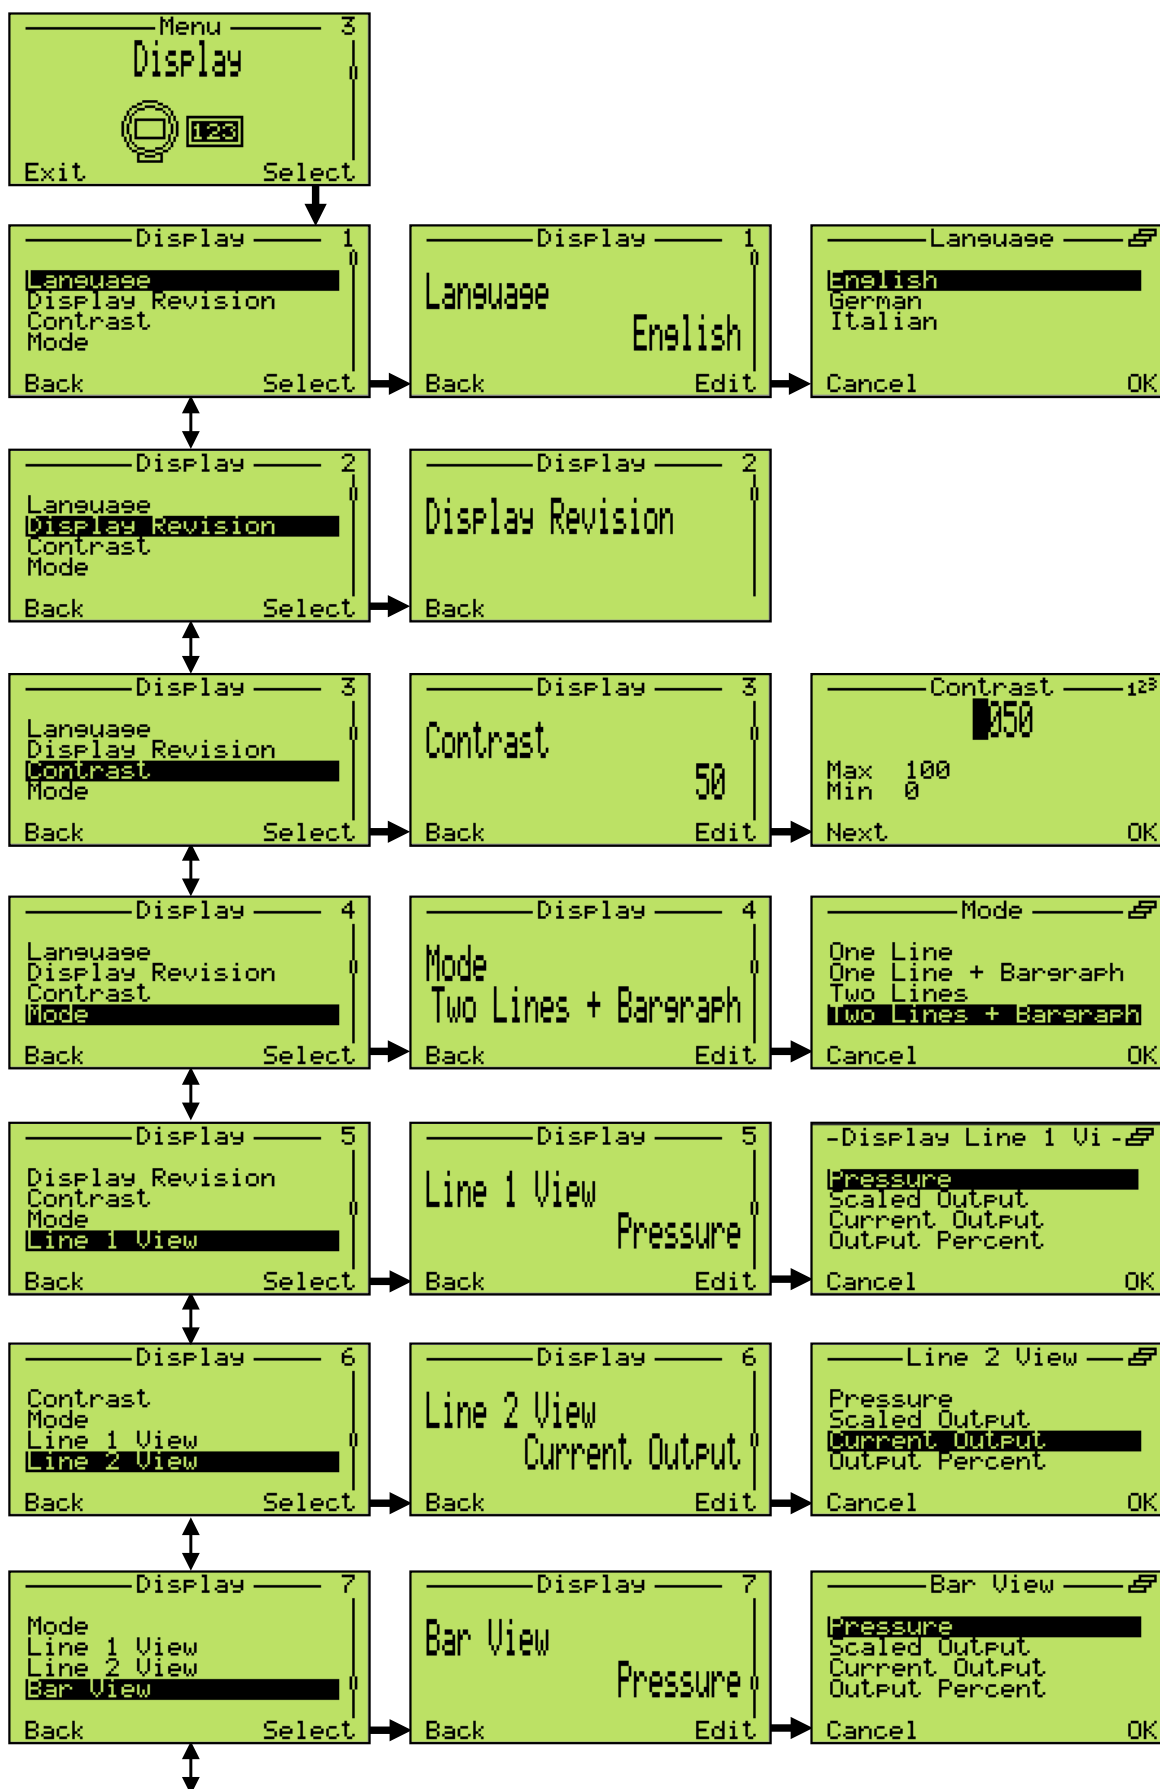 Menu 3
Display
123
Exit Select
Display 1
Language
Display Revision
Contrast
Mode
Back Select
Display 1
Language
English
Back Edit
Language
English
German
Italian
Cancel OK
Display 2
Language
Display Revision
Contrast
Mode
Back Select
Display 2
Display Revision
Back
Display 3
Language
Display Revision
Contrast
Mode
Back Select
Display 3
Contrast
50
Back Edit
Contrast 123
050
Max 100
Min 0
Next OK
Display 4
Language
Display Revision
Contrast
Mode
Back Select
Display 4
Mode
Two Lines + Bargraph
Back Edit
Mode
One Line
One Line + Bargraph
Two Lines
Two Lines + Bargraph
Cancel OK
Display 5
Display Revision
Contrast
Mode
Line 1 View
Back Select
Display 5
Line 1 View
Pressure
Back Edit
-Display Line 1 Vi-
Pressure
Scaled Output
Current Output
Output Percent
Cancel OK
Display 6
Contrast
Mode
Line 1 View
Line 2 View
Back Select
Display 6
Line 2 View
Current Output
Back Edit
Line 2 View
Pressure
Scaled Output
Current Output
Output Percent
Cancel OK
Display 7
Mode
Line 1 View
Line 2 View
Bar View
Back Select
Display 7
Bar View
Pressure
Back Edit
Bar View
Pressure
Scaled Output
Current Output
Output Percent
Cancel OK